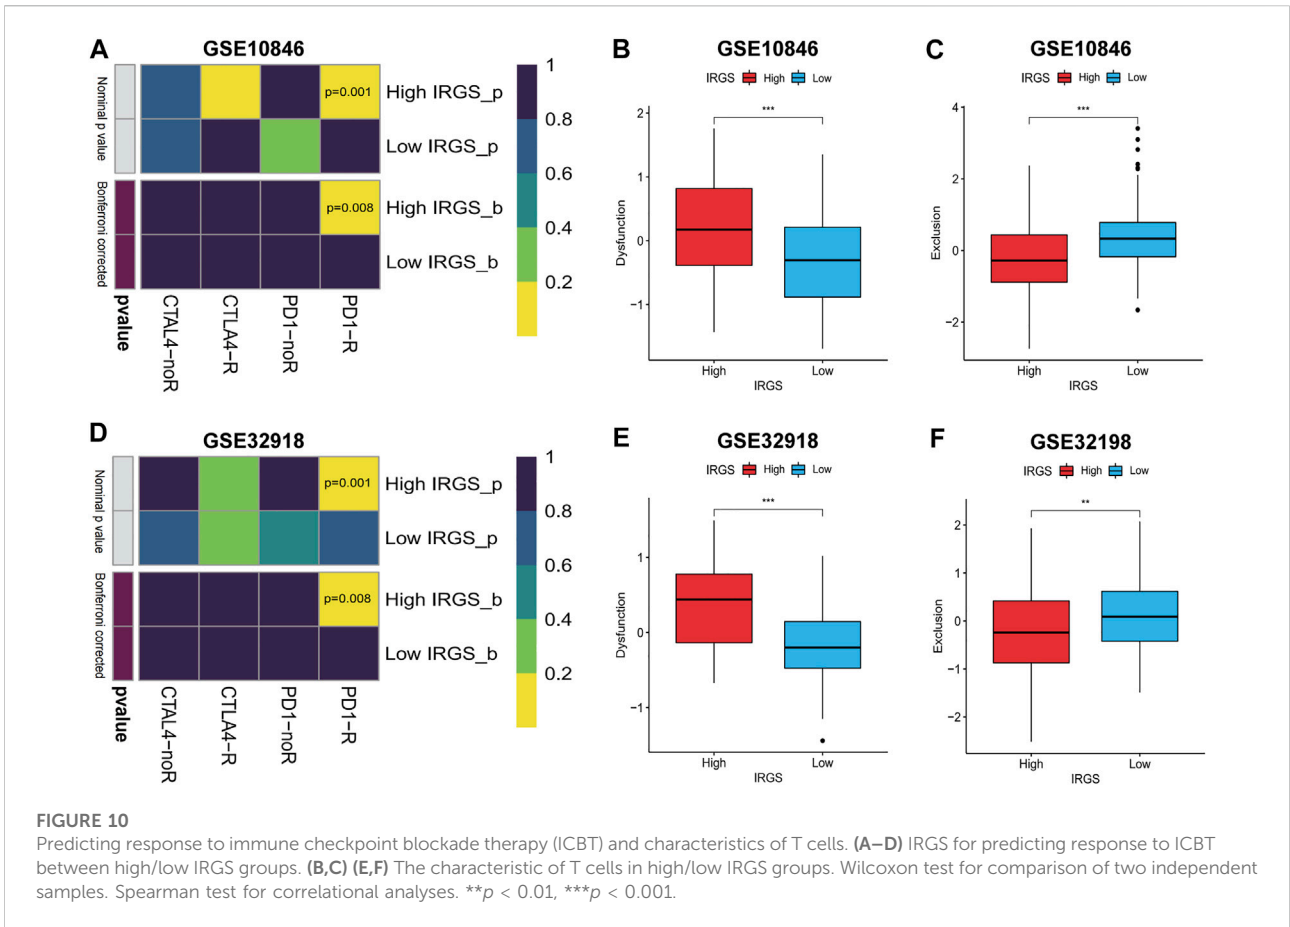 A
GSE10846
Nominal p value
Bonferroni corrected
pvalue
p=0.001
p=0.008
High IRGS_p
Low IRGS_p
High IRGS_b
Low IRGS_b
CTAL4−noR
CTLA4−R
PD1−noR
PD1−R
1
0.8
0.6
0.4
0.2
B
GSE10846
IRGS High Low
***
Dysfunction
2
1
0
−1
High Low
IRGS
C
GSE10846
IRGS High Low
***
Exclusion
4
2
0
−2
High Low
IRGS
D
GSE32918
Nominal p value
Bonferroni corrected
pvalue
p=0.001
p=0.008
High IRGS_p
Low IRGS_p
High IRGS_b
Low IRGS_b
CTAL4−noR
CTLA4−R
PD1−noR
PD1−R
1
0.8
0.6
0.4
0.2
E
GSE32918
IRGS High Low
***
Dysfunction
1
0
−1
High Low
IRGS
F
GSE32198
IRGS High Low
**
Exclusion
2
1
0
−1
−2
High Low
IRGS
FIGURE 10
Predicting response to immune checkpoint blockade therapy (ICBT) and characteristics of T cells. (A–D) IRGS for predicting response to ICBT
between high/low IRGS groups. (B,C) (E,F) The characteristic of T cells in high/low IRGS groups. Wilcoxon test for comparison of two independent
samples. Spearman test for correlational analyses. **p < 0.01, ***p < 0.001.